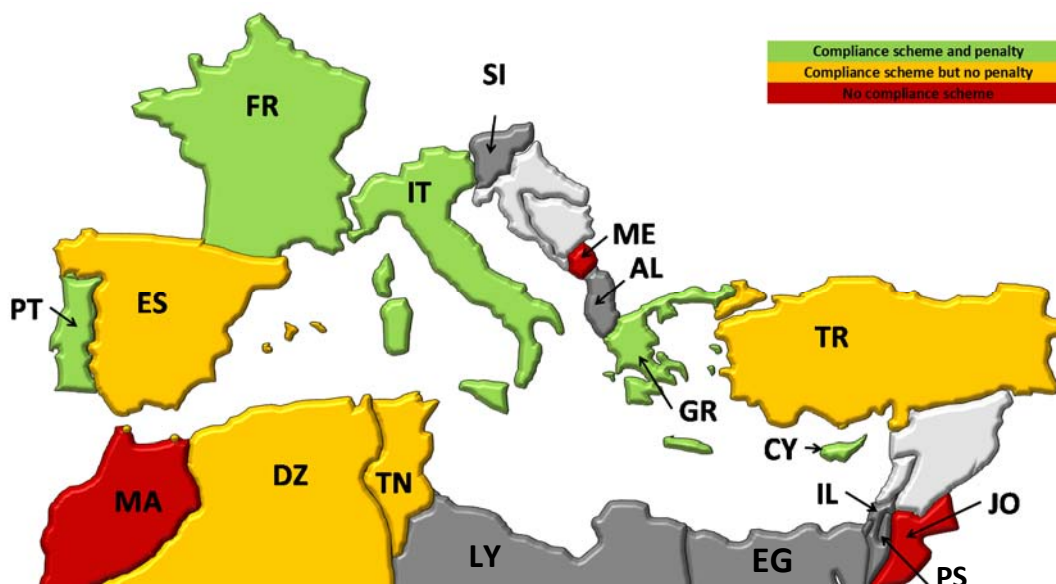 Compliance scheme and penalty
Compliance scheme but no penalty
No compliance scheme
SI
FR
IT
ME
AL
PT
ES
TR
GR
CY
DZ
TN
IL
MA
JO
LY
EG
PS